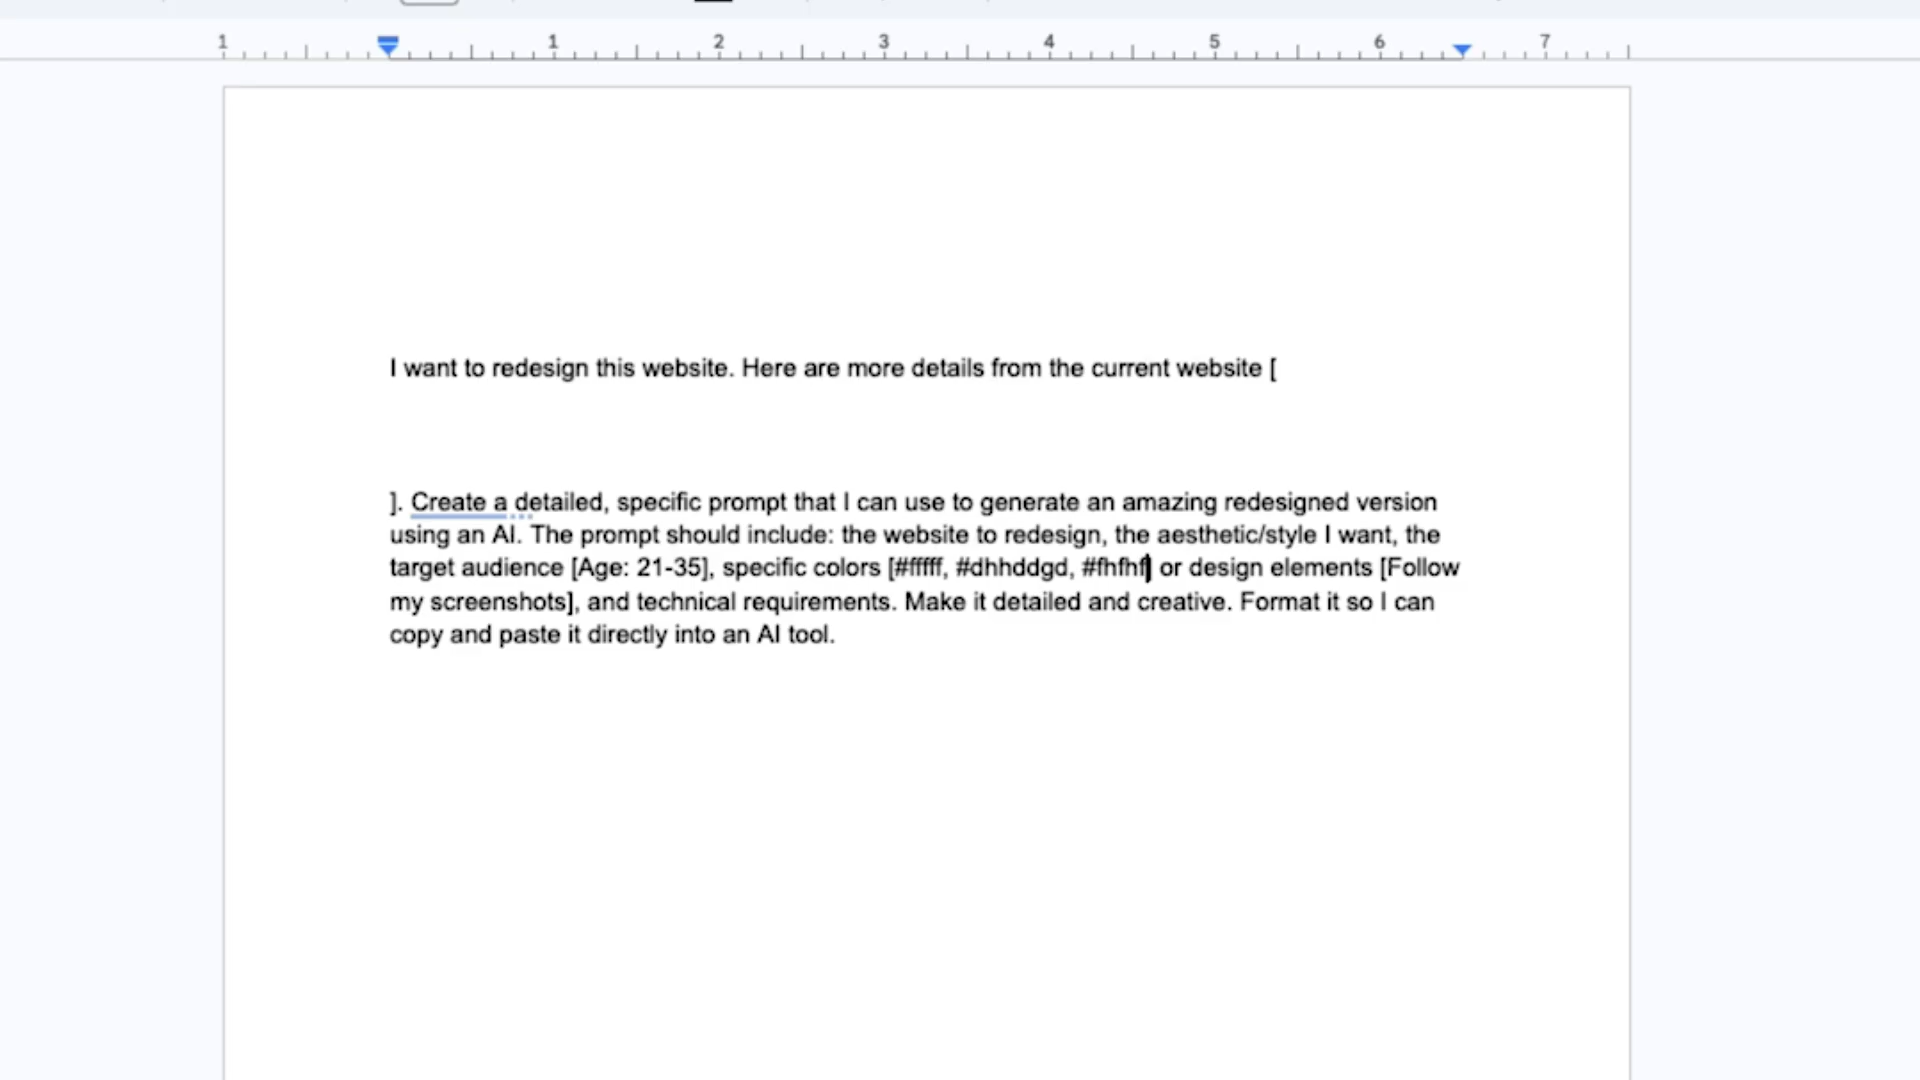 1 1 2 3 4 5 6 7
I want to redesign this website. Here are more details from the current website [
]. Create a detailed, specific prompt that I can use to generate an amazing redesigned version
using an AI. The prompt should include: the website to redesign, the aesthetic/style I want, the
target audience [Age: 21-35], specific colors [#fffff, #dhhddgd, #fhfhf] or design elements [Follow
my screenshots], and technical requirements. Make it detailed and creative. Format it so I can
copy and paste it directly into an AI tool.